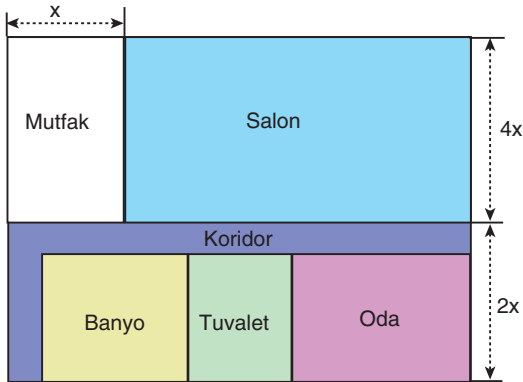 x
Mutfak
Salon
4x
Koridor
Banyo
Tuvalet
Oda
2x